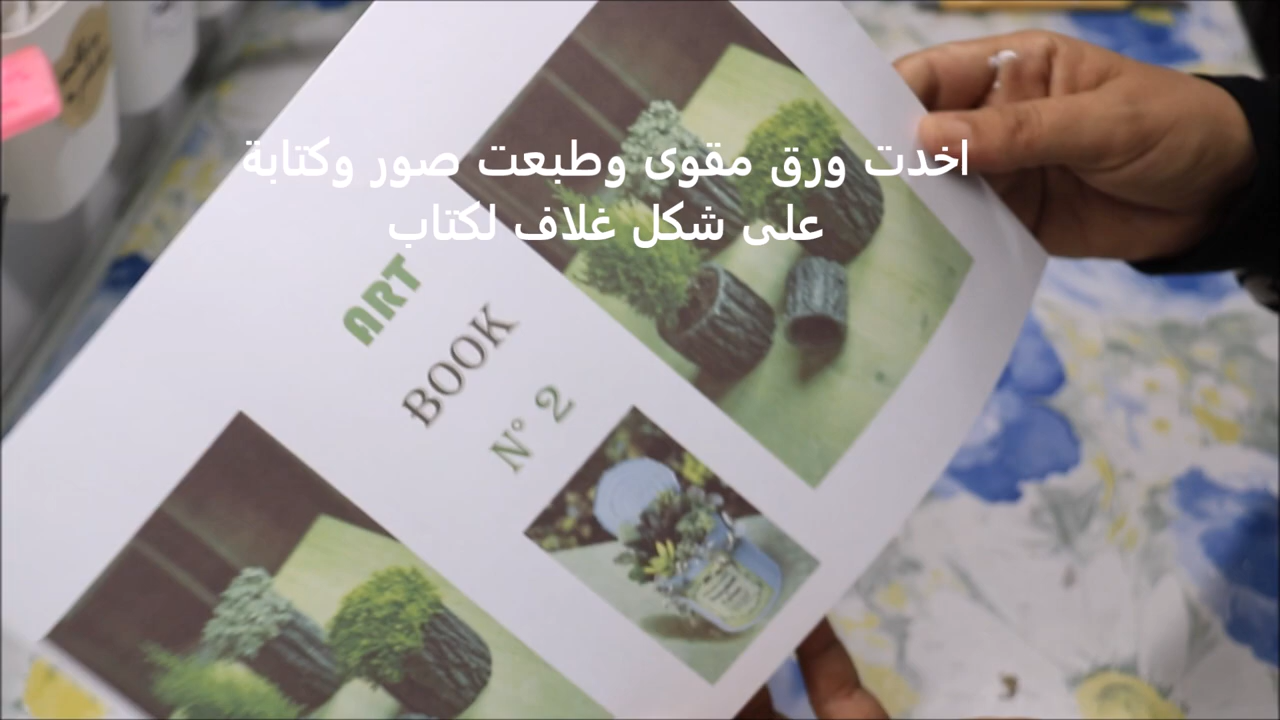 اخدت ورق مقوى وطبعت صور وكتابة
على شكل غلاف لكتاب
ART
BOOK
N° 2